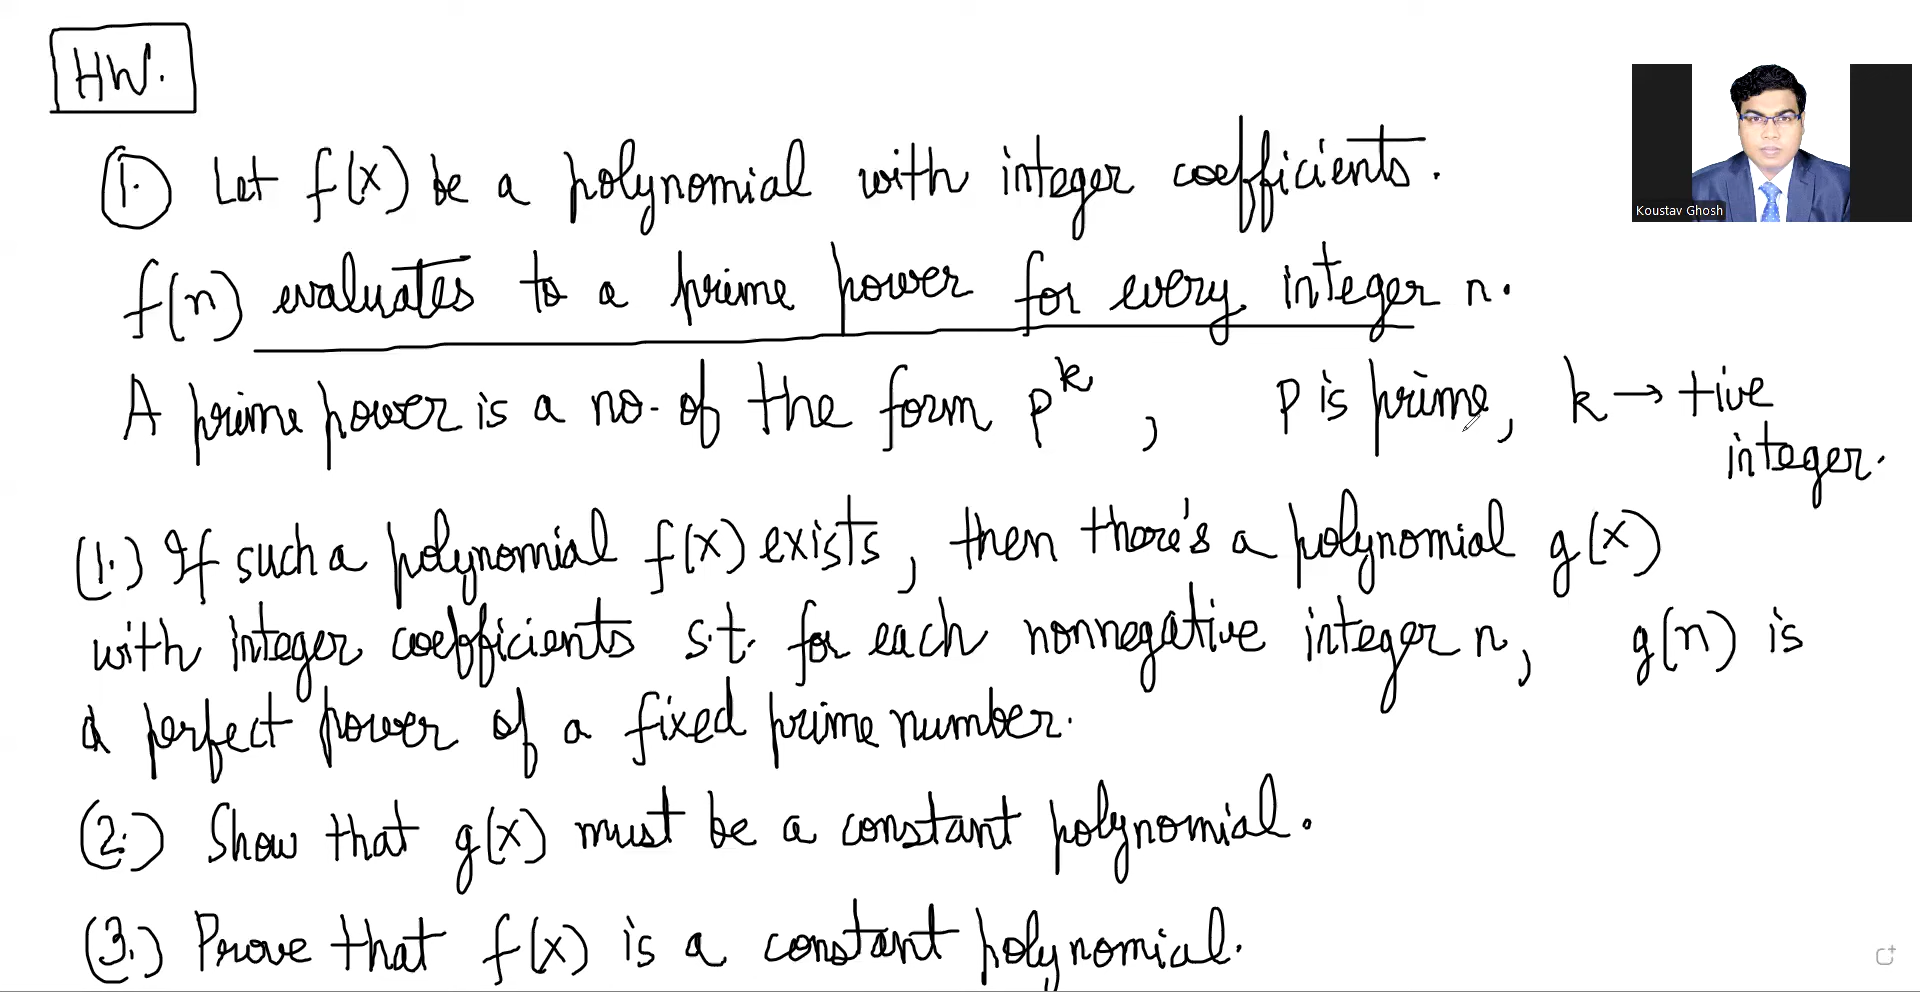 HW.
Koustav Ghosh
1. Let f(x) be a polynomial with integer coefficients.
f(n) evaluates to a prime power for every integer n.
A prime power is a no. of the form p^k, p is prime, k → +ive
integer.
(1.) If such a polynomial f(x) exists, then there's a polynomial g(x)
with integer coefficients s.t. for each nonnegative integer n, g(n) is
a perfect power of a fixed prime number.
(2.) Show that g(x) must be a constant polynomial.
(3.) Prove that f(x) is a constant polynomial.